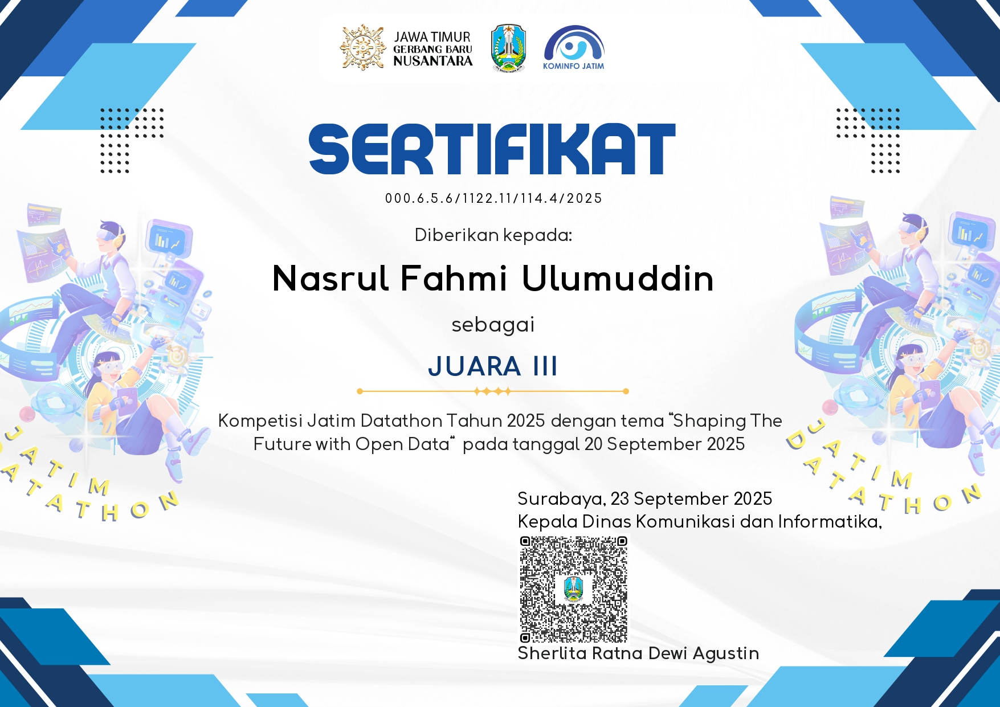 JAWA TIMUR
GERBANG BARU
NUSANTARA
KOMINFO JATIM
SERTIFIKAT
000.6.5.6/1122.11/114.4/2025
Diberikan kepada:
Nasrul Fahmi Ulumuddin
sebagai
JUARA III
Kompetisi Jatim Datathon Tahun 2025 dengan tema “Shaping The
Future with Open Data” pada tanggal 20 September 2025
JATIM
DATATHON
JATIM
DATATHON
Surabaya, 23 September 2025
Kepala Dinas Komunikasi dan Informatika,
Sherlita Ratna Dewi Agustin